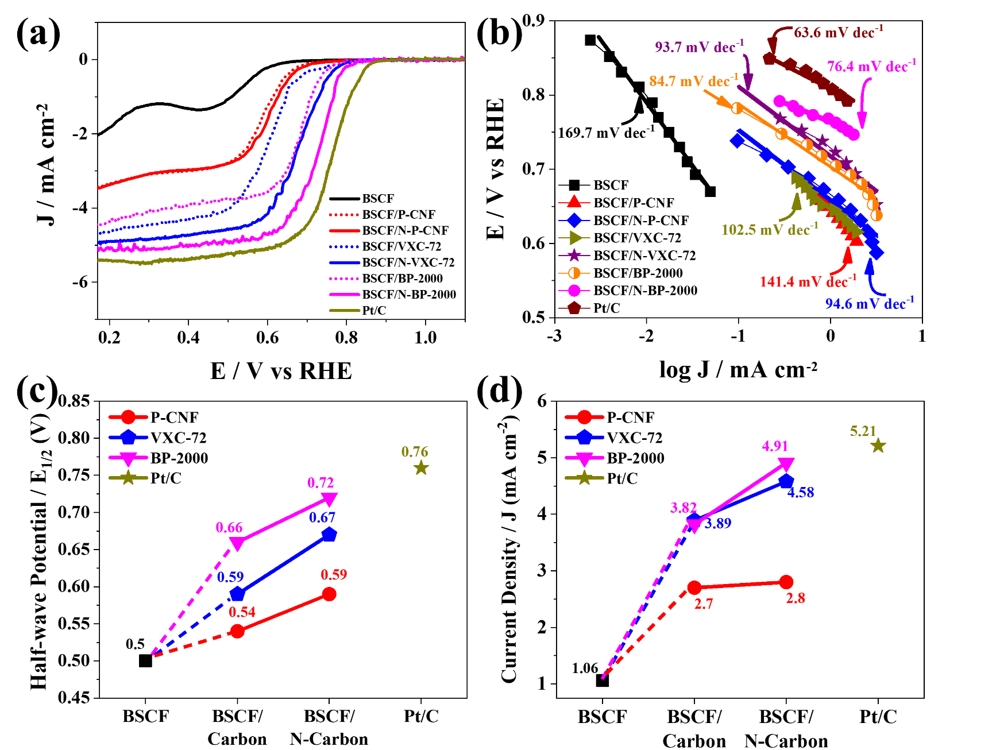 (a)
J / mA cm-2
0
-2
-4
-6
0.2
0.4
0.6
0.8
1.0
E / V vs RHE
BSCF
BSCF/P-CNF
BSCF/N-P-CNF
BSCF/VXC-72
BSCF/N-VXC-72
BSCF/BP-2000
BSCF/N-BP-2000
Pt/C
(b)
E / V vs RHE
0.9
0.8
0.7
0.6
0.5
-3
-2
-1
0
1
log J / mA cm-2
63.6 mV dec-1
93.7 mV dec-1
76.4 mV dec-1
84.7 mV dec-1
169.7 mV dec-1
102.5 mV dec-1
141.4 mV dec-1
94.6 mV dec-1
BSCF
BSCF/P-CNF
BSCF/N-P-CNF
BSCF/VXC-72
BSCF/N-VXC-72
BSCF/BP-2000
BSCF/N-BP-2000
Pt/C
(c)
Half-wave Potential / E1/2 (V)
0.85
0.80
0.75
0.70
0.65
0.60
0.55
0.50
0.45
P-CNF
VXC-72
BP-2000
Pt/C
0.76
0.72
0.66
0.67
0.59
0.59
0.54
0.5
BSCF
BSCF/
Carbon
BSCF/
N-Carbon
Pt/C
(d)
Current Density / J (mA cm-2)
6
5
4
3
2
1
P-CNF
VXC-72
BP-2000
Pt/C
5.21
4.91
4.58
3.82
3.89
2.7
2.8
1.06
BSCF
BSCF/
Carbon
BSCF/
N-Carbon
Pt/C